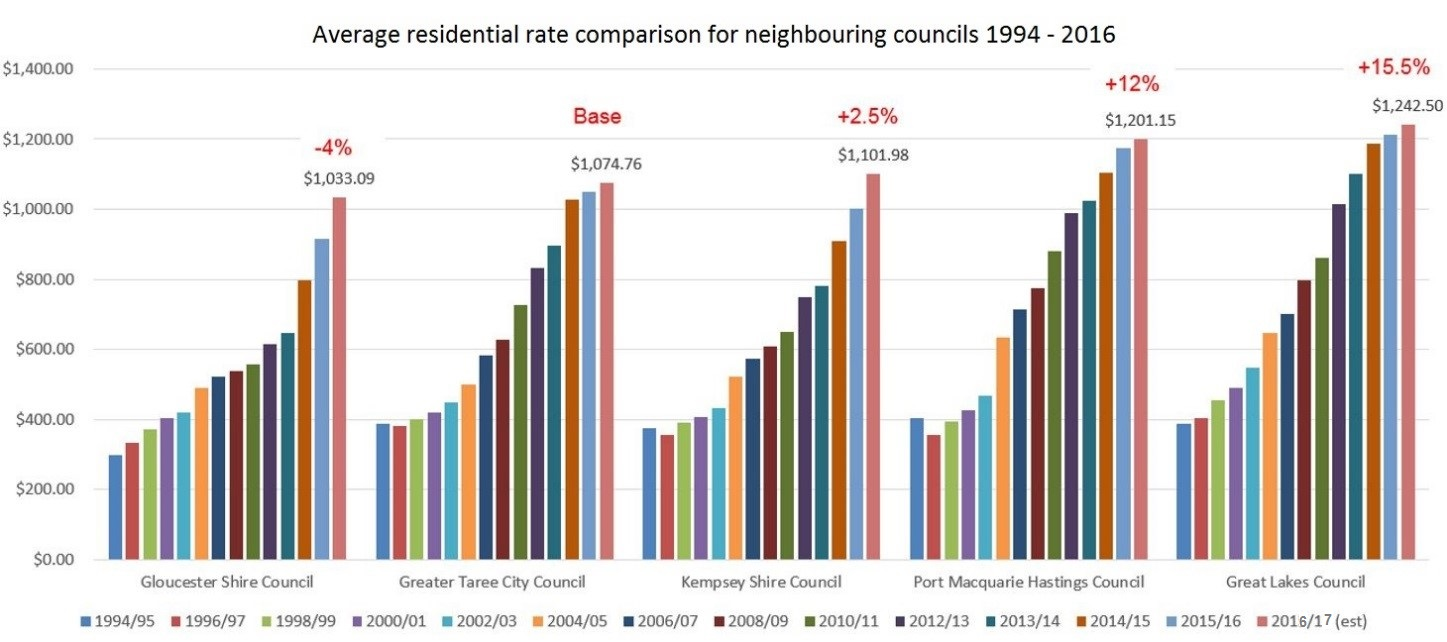 Average residential rate comparison for neighbouring councils 1994 - 2016
$1,400.00
$1,200.00
$1,000.00
$800.00
$600.00
$400.00
$200.00
$0.00
-4%
$1,033.09
Base
$1,074.76
+2.5%
$1,101.98
+12%
$1,201.15
+15.5%
$1,242.50
Gloucester Shire Council
Greater Taree City Council
Kempsey Shire Council
Port Macquarie Hastings Council
Great Lakes Council
1994/95 1996/97 1998/99 2000/01 2002/03 2004/05 2006/07 2008/09 2010/11 2012/13 2013/14 2014/15 2015/16 2016/17 (est)